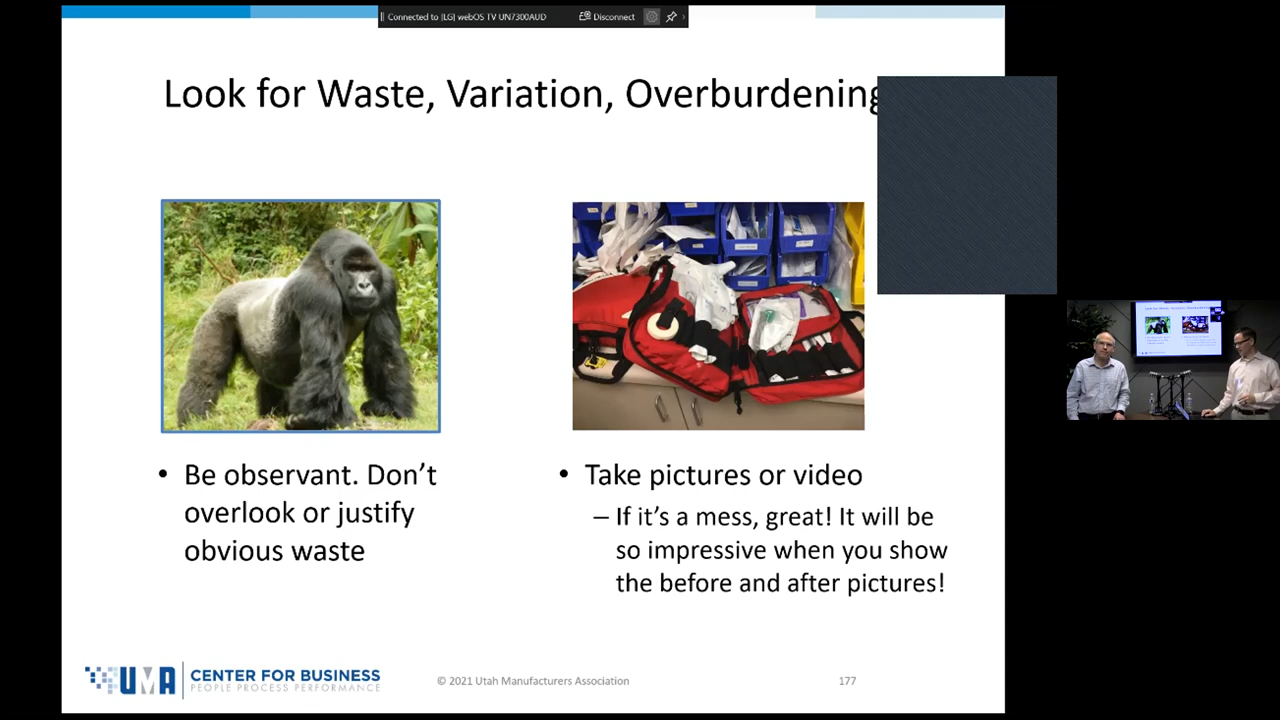 Connected to [LG] webOS TV UN7300AUD
Disconnect
Look for Waste, Variation, Overburdening
• Be observant. Don’t
overlook or justify
obvious waste
• Take pictures or video
– If it’s a mess, great! It will be
so impressive when you show
the before and after pictures!
UMA
CENTER FOR BUSINESS
PEOPLE PROCESS PERFORMANCE
© 2021 Utah Manufacturers Association
177